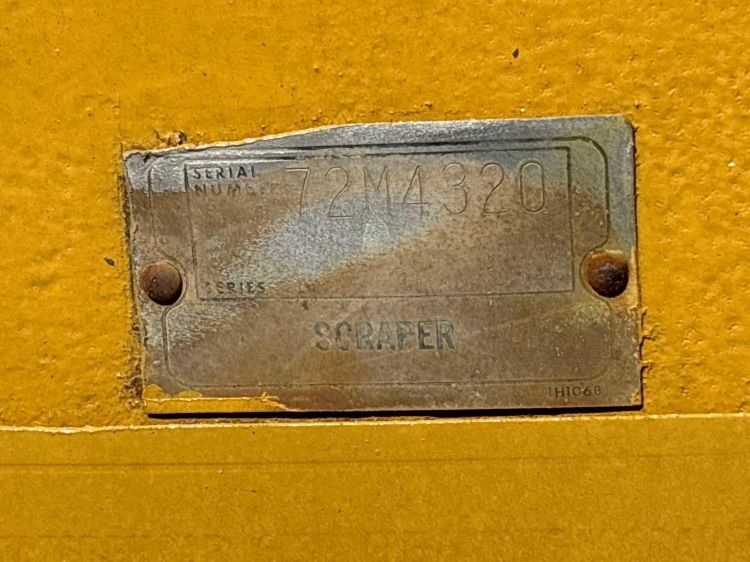 SERIAL
NUMBER 72M4320
SERIES
SCRAPER
1H1068